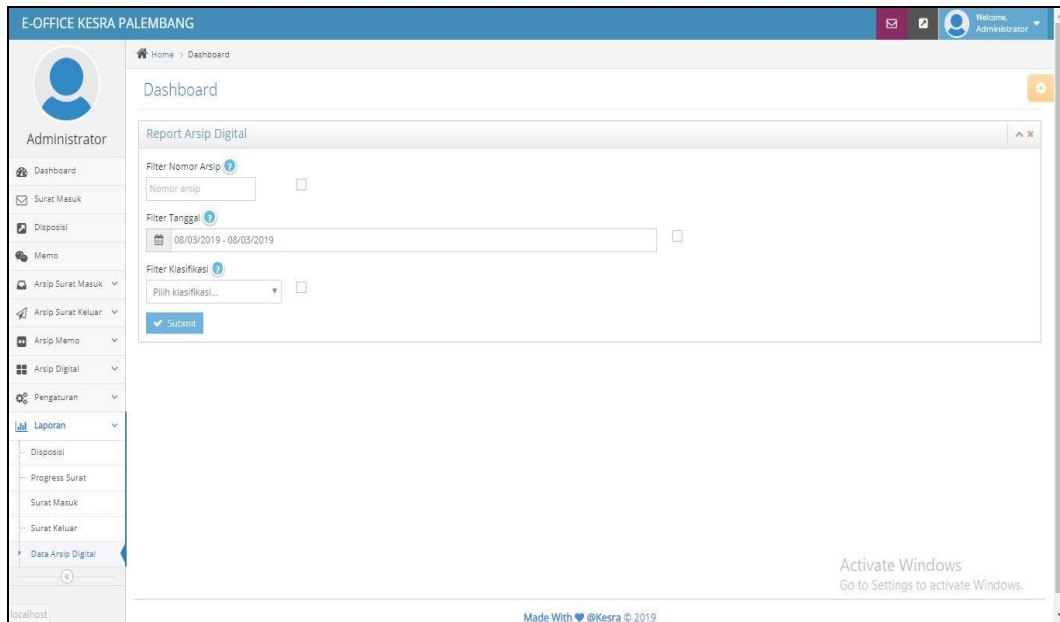 E-OFFICE KESRA PALEMBANG
Welcome,
Administrator
Administrator
Dashboard
Surat Masuk
Disposisi
Memo
Arsip Surat Masuk
Arsip Surat Keluar
Arsip Memo
Arsip Digital
Pengaturan
Laporan
Disposisi
Progress Surat
Surat Masuk
Surat Keluar
Data Arsip Digital
localhost
Home > Dashboard
Dashboard
Report Arsip Digital
Filter Nomor Arsip ?
Nomor arsip
Filter Tanggal ?
08/03/2019 - 08/03/2019
Filter Klasifikasi ?
Pilih klasifikasi...
Submit
Activate Windows
Go to Settings to activate Windows.
Made With ♥ @Kesra © 2019